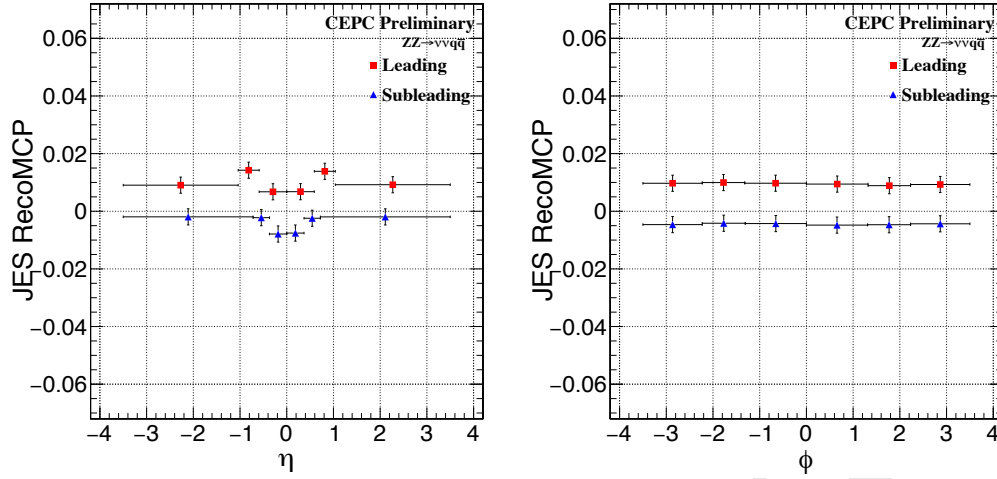 CEPC Preliminary
ZZ→ννqq̅
Leading
Subleading
0.06
0.04
0.02
0
−0.02
−0.04
−0.06
JES RecoMCP
−4 −3 −2 −1 0 1 2 3 4
η
CEPC Preliminary
ZZ→ννqq̅
Leading
Subleading
0.06
0.04
0.02
0
−0.02
−0.04
−0.06
JES RecoMCP
−4 −3 −2 −1 0 1 2 3 4
ϕ